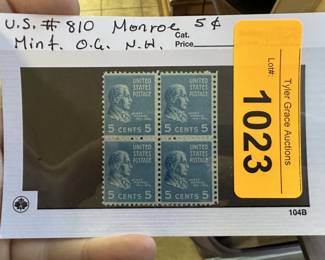 U.S. # 810 Monroe 5¢
Mint. O.G. N.H.
Cat.
Price
Lot#:
1023
Tyler Grace Auctions
UNITED STATES POSTAGE
5 CENTS 5
UNITED STATES POSTAGE
5 CENTS 5
UNITED STATES POSTAGE
5 CENTS 5
UNITED STATES POSTAGE
5 CENTS 5
104B